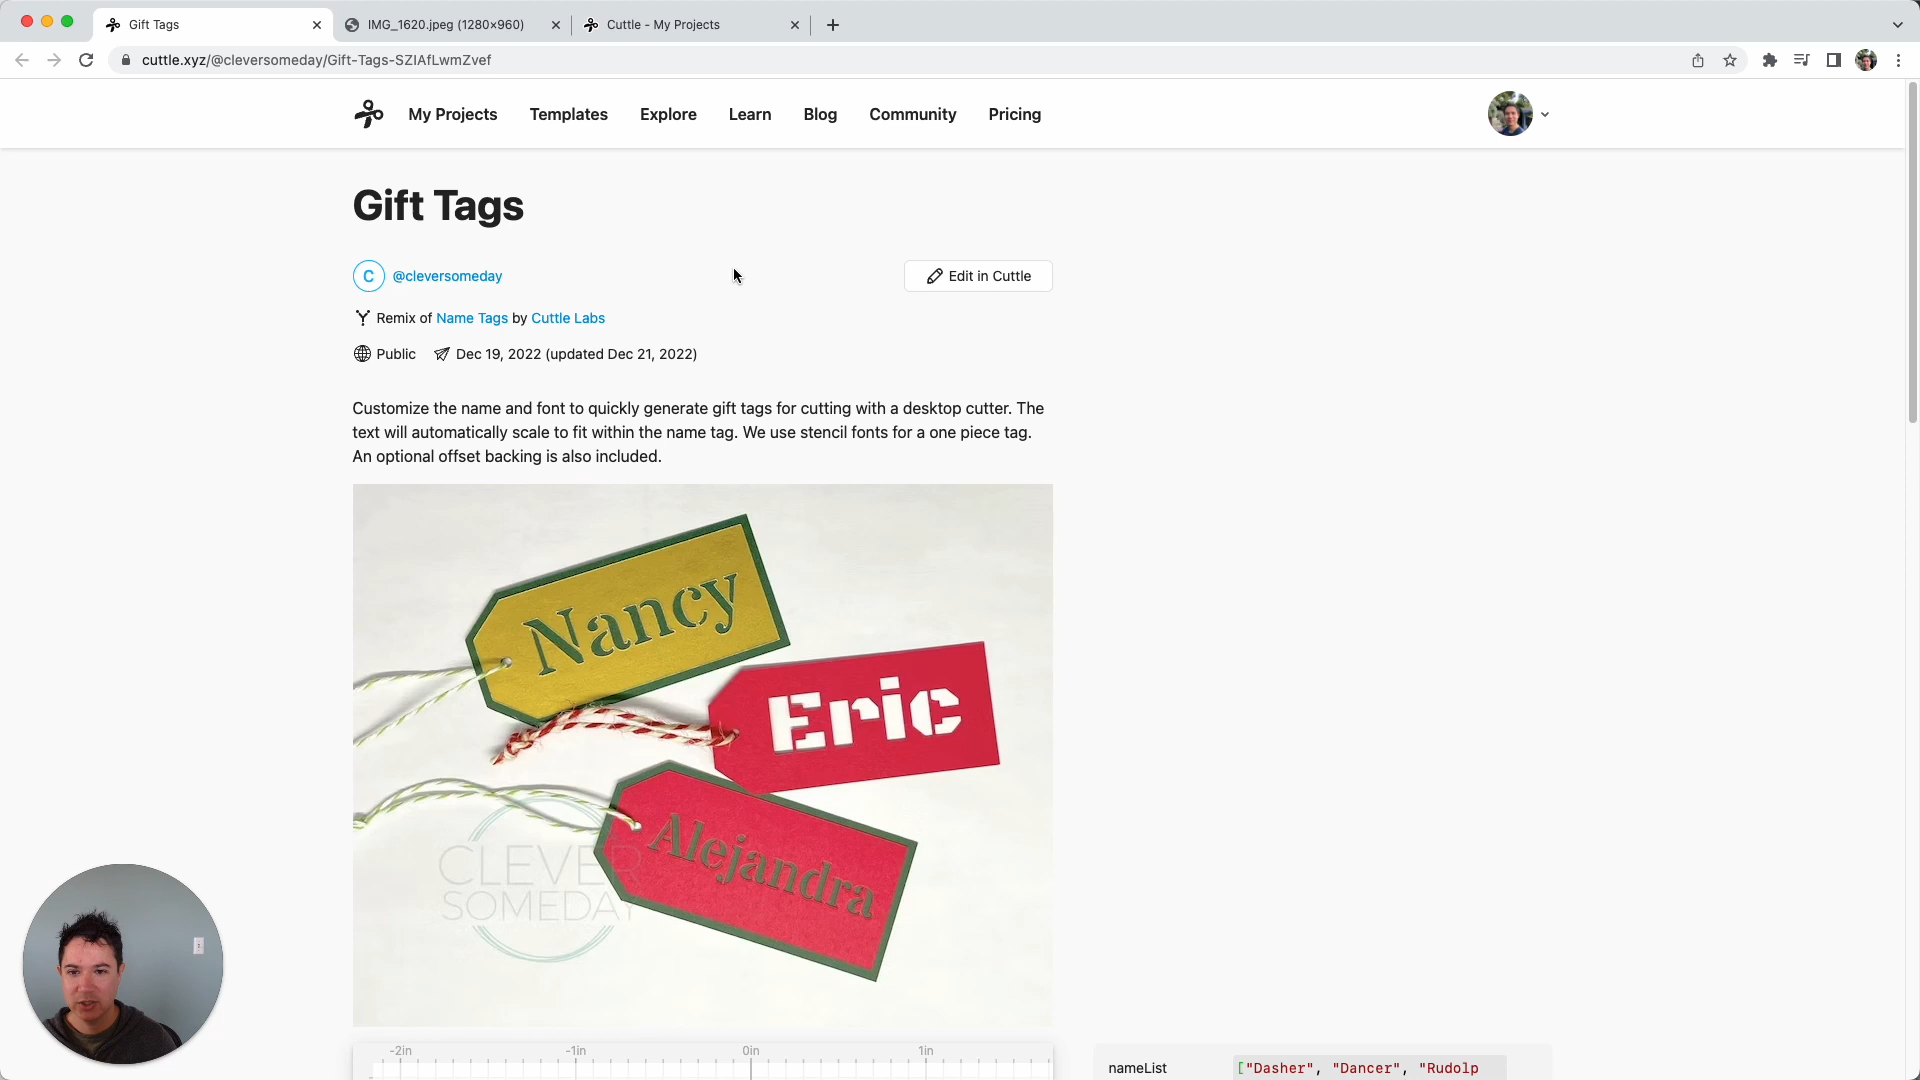 Gift Tags
IMG_1620.jpeg (1280×960)
Cuttle - My Projects
cuttle.xyz/@cleversomeday/Gift-Tags-SZIAfLwmZvef
My Projects
Templates
Explore
Learn
Blog
Community
Pricing
Gift Tags
C
@cleversomeday
Edit in Cuttle
Remix of Name Tags by Cuttle Labs
Public
Dec 19, 2022 (updated Dec 21, 2022)
Customize the name and font to quickly generate gift tags for cutting with a desktop cutter. The
text will automatically scale to fit within the name tag. We use stencil fonts for a one piece tag.
An optional offset backing is also included.
Nancy
Eric
Alejandra
CLEVER
SOMEDAY
-2in
-1in
0in
1in
nameList
["Dasher", "Dancer", "Rudolp